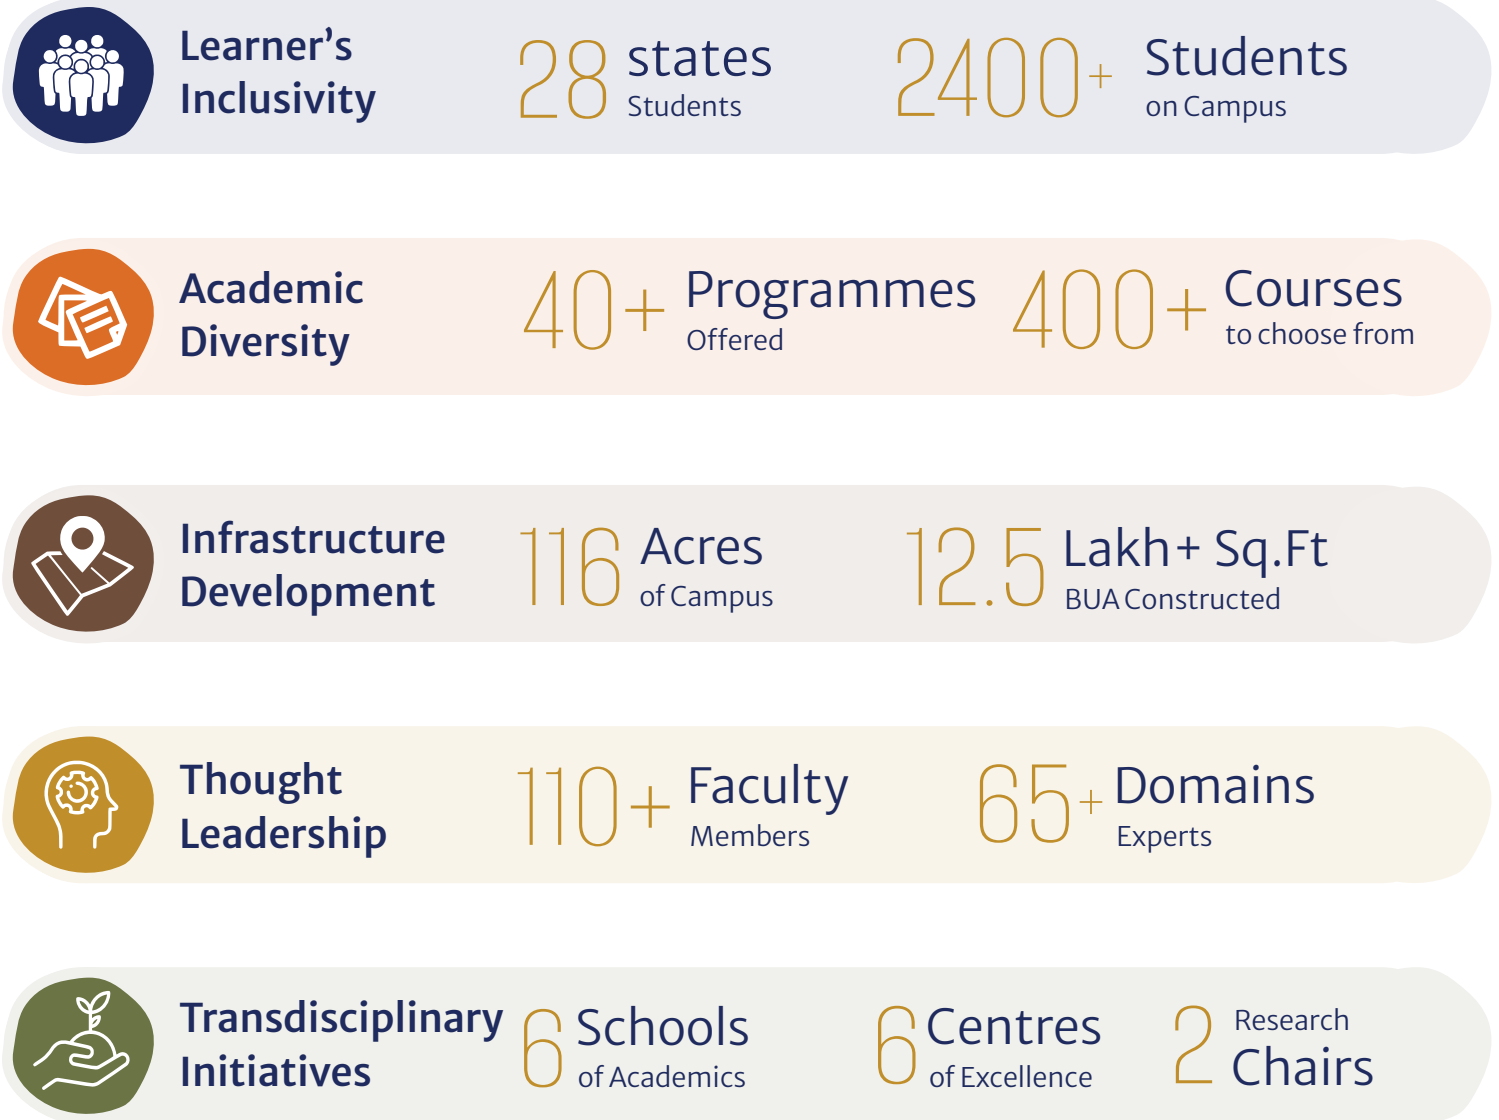 Learner’s
Inclusivity
28 states
Students
2400+ Students
on Campus
Academic
Diversity
40+ Programmes
Offered
400+ Courses
to choose from
Infrastructure
Development
116 Acres
of Campus
12.5 Lakh+ Sq.Ft
BUA Constructed
Thought
Leadership
110+ Faculty
Members
65+ Domains
Experts
Transdisciplinary
Initiatives
6 Schools
of Academics
6 Centres
of Excellence
2 Research
Chairs